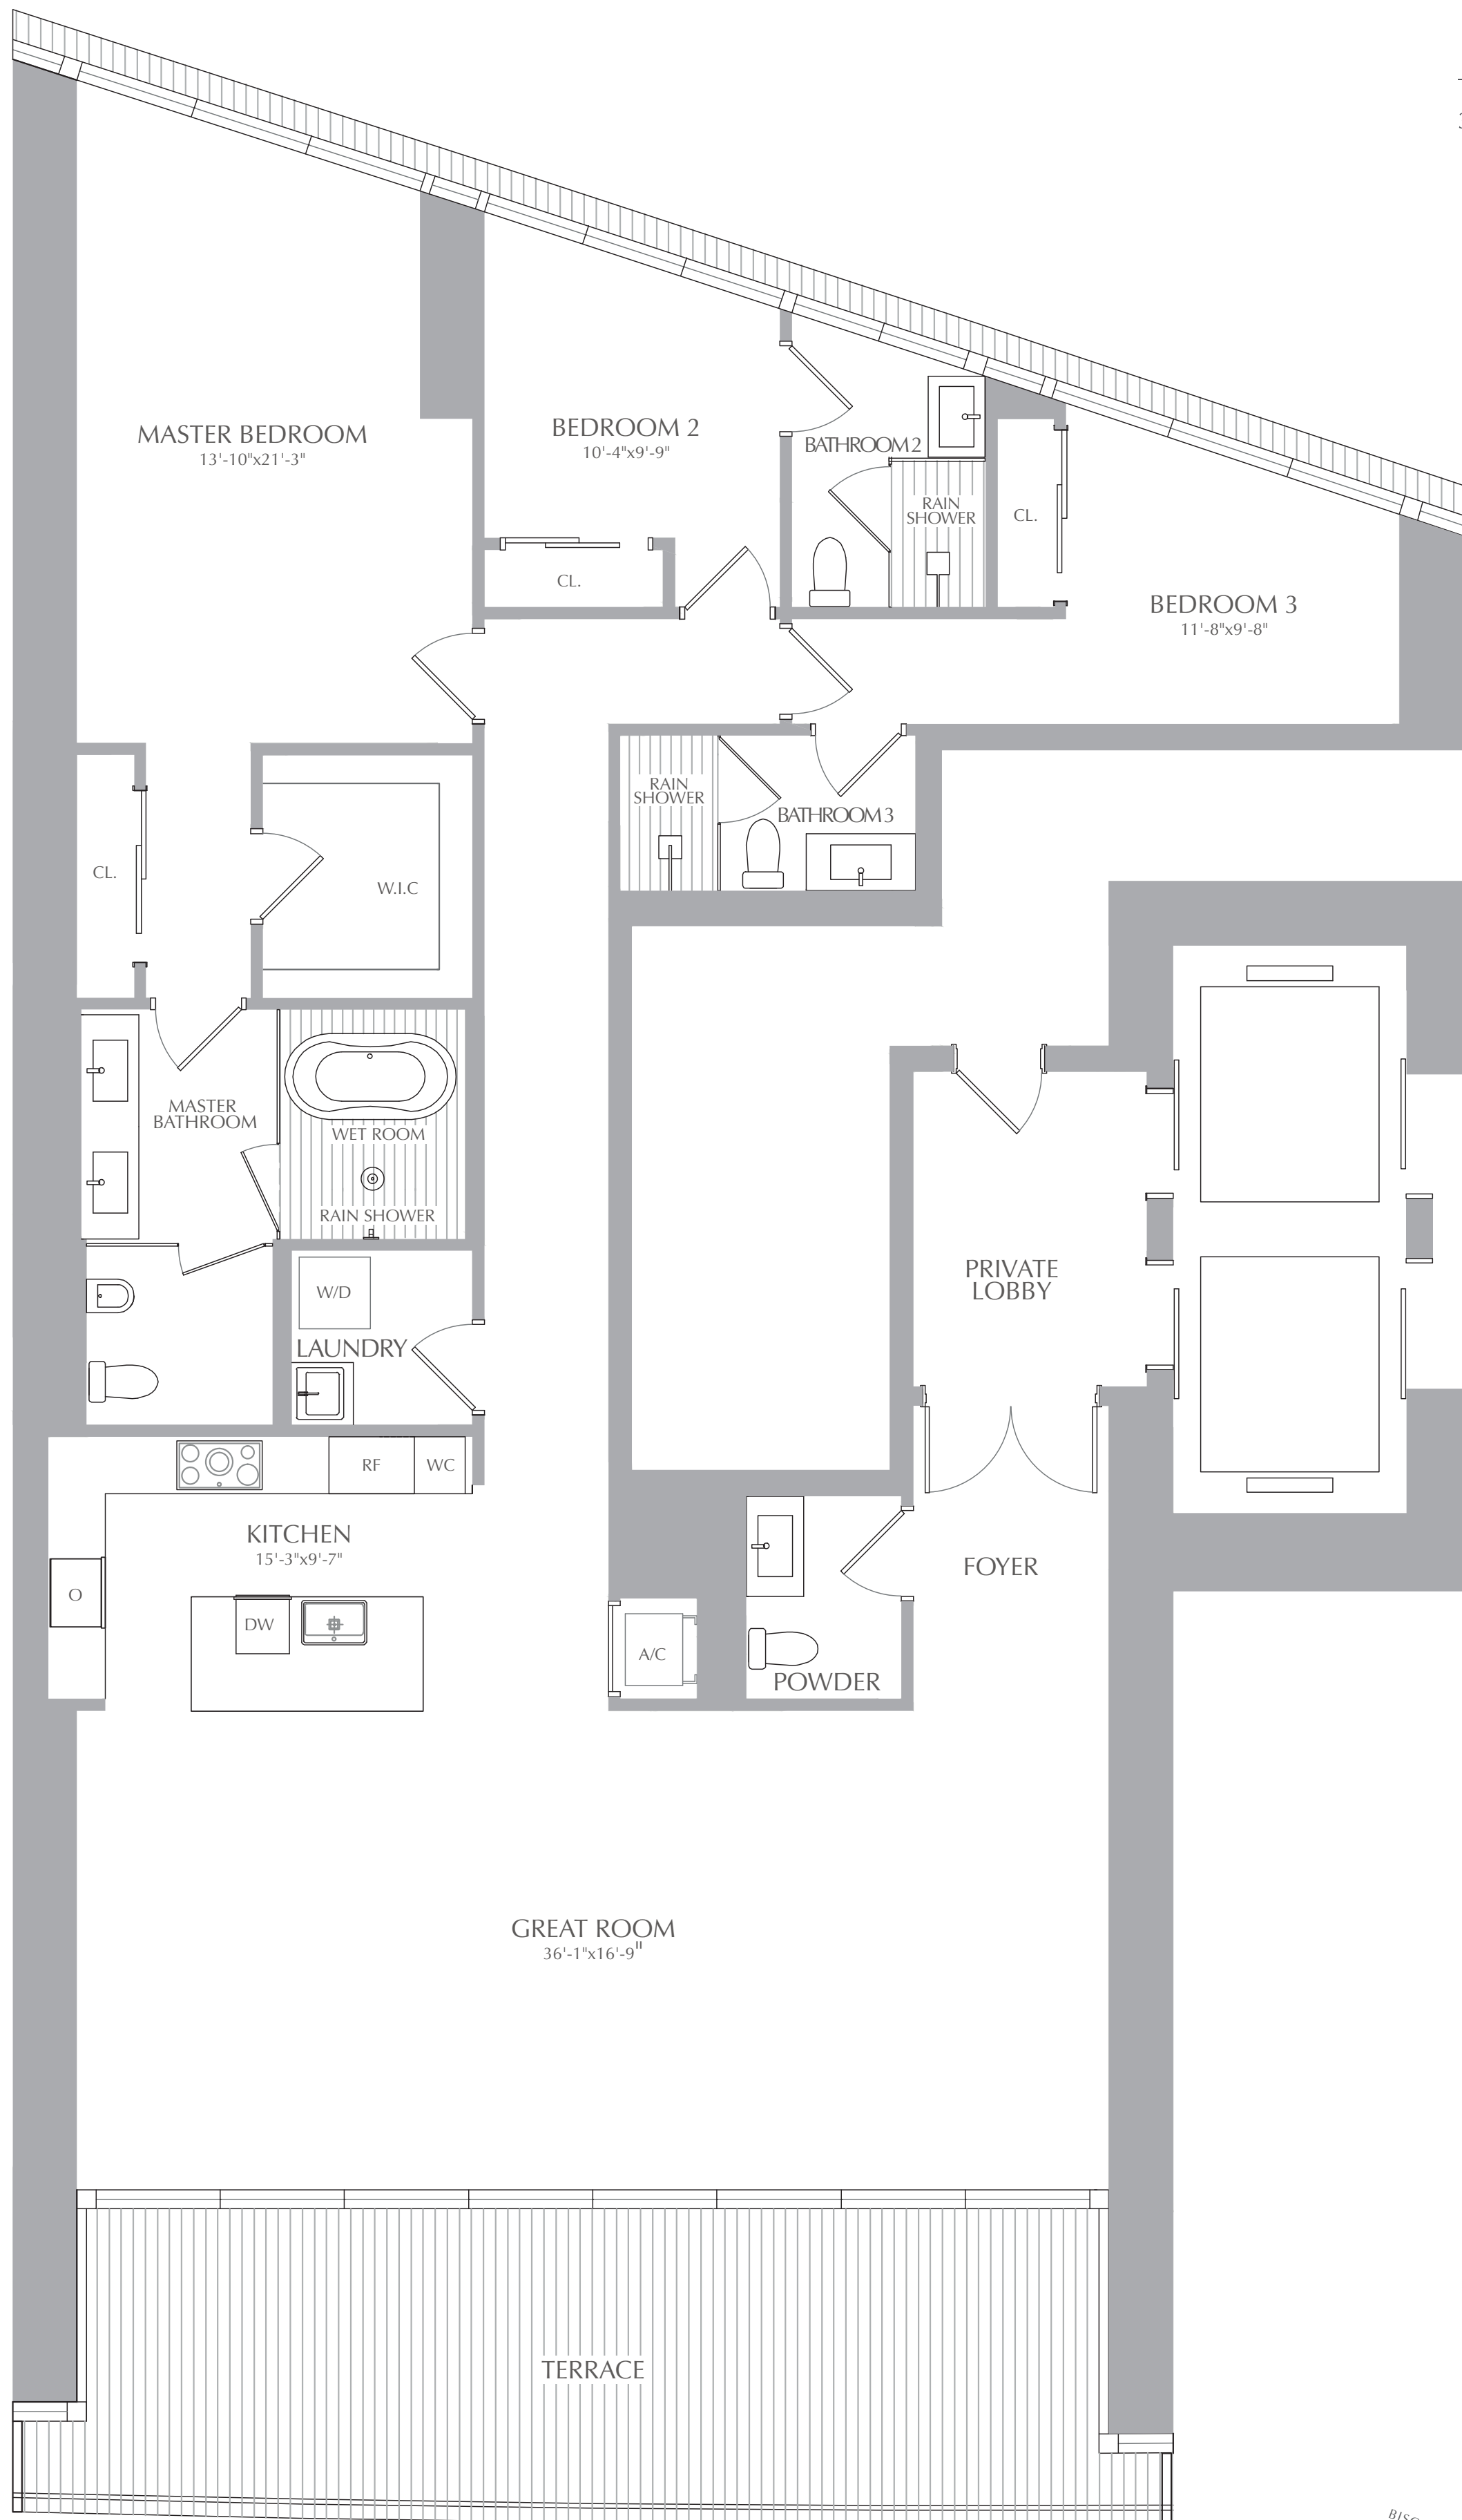 MASTER BEDROOM
13'-10"x21'-3"
BEDROOM 2
10'-4"x9'-9"
BATHROOM 2
RAIN
SHOWER
CL.
CL.
BEDROOM 3
11'-8"x9'-8"
RAIN
SHOWER
BATHROOM 3
CL.
W.I.C
MASTER
BATHROOM
WET ROOM
RAIN SHOWER
W/D
LAUNDRY
PRIVATE
LOBBY
RF
WC
KITCHEN
15'-3"x9'-7"
O
DW
FOYER
A/C
POWDER
GREAT ROOM
36'-1"x16'-9"
TERRACE